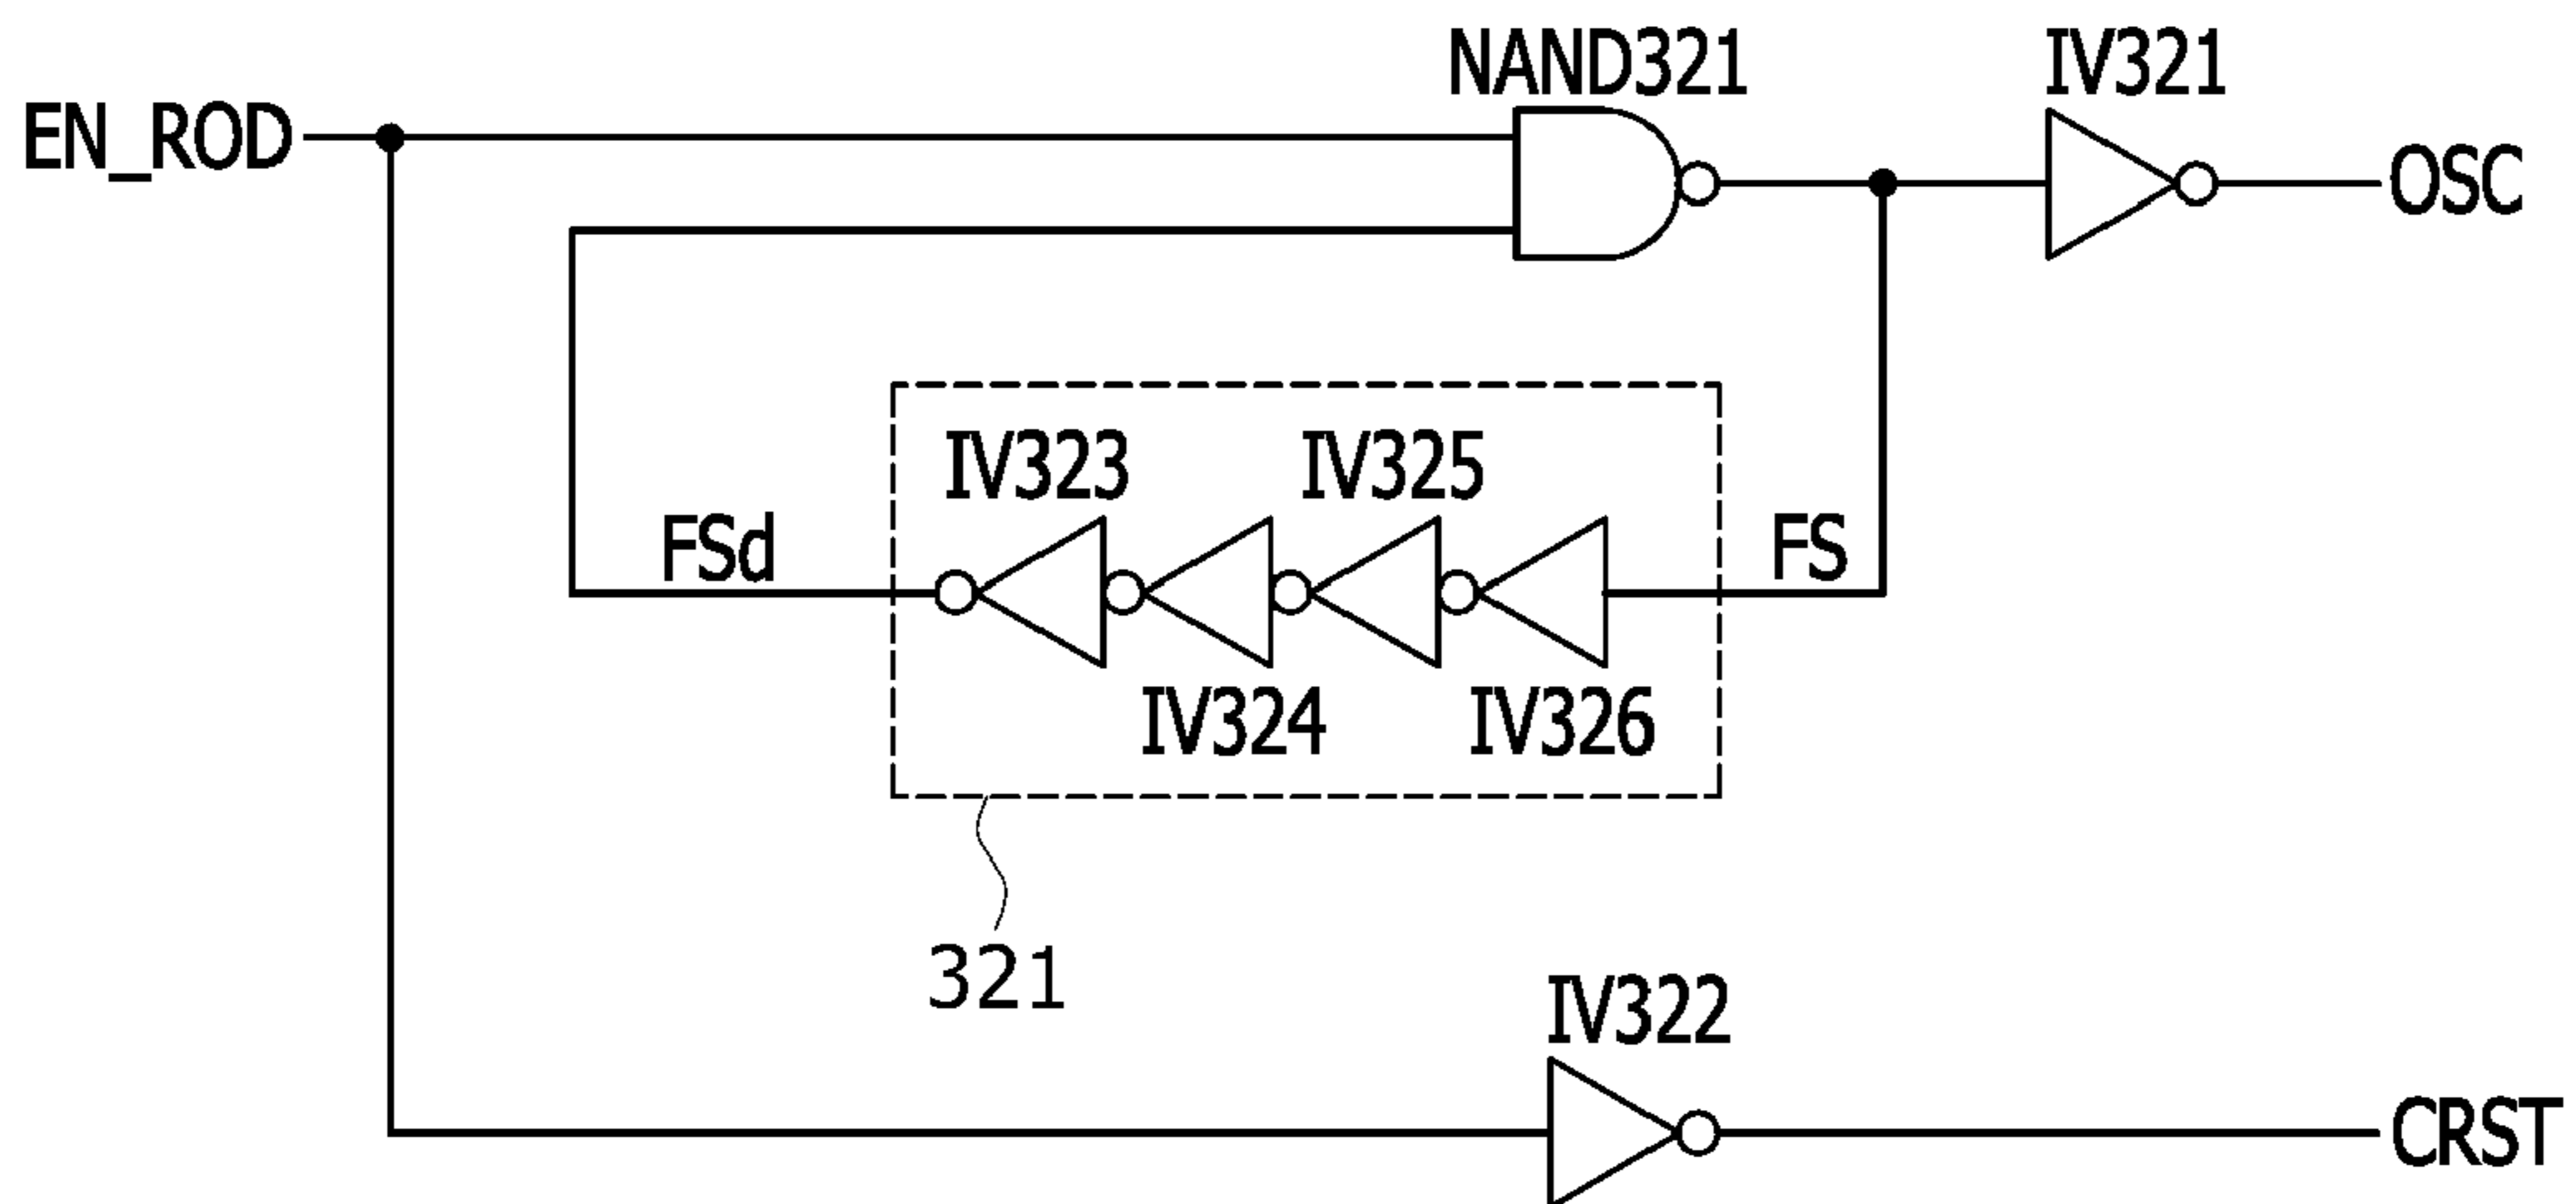 NAND321
IV321
EN_ROD
OSC
IV323
IV325
FSd
FS
IV324
IV326
321
IV322
CRST